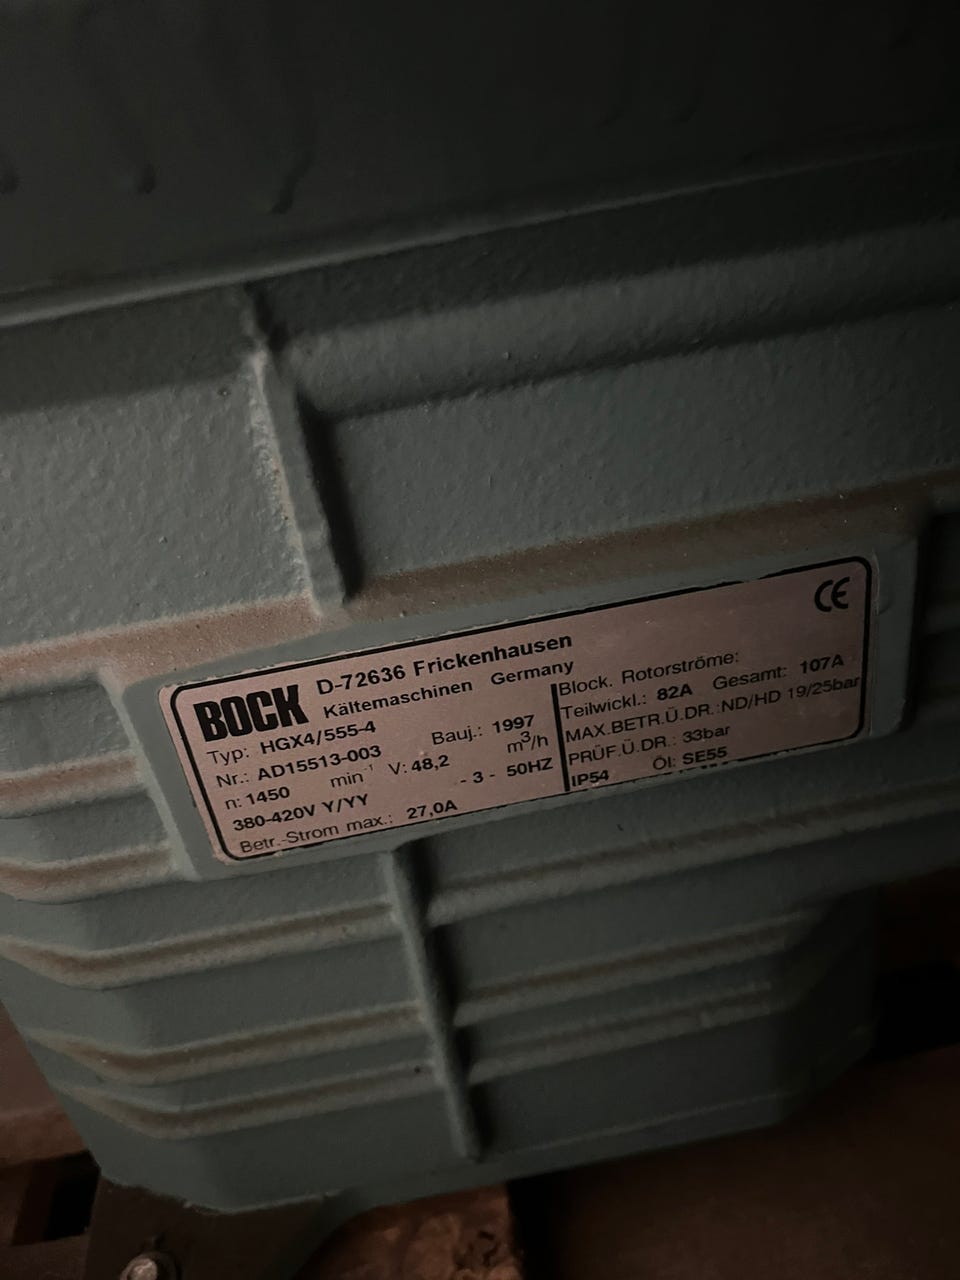 CE
BOCK D-72636 Frickenhausen
Kältemaschinen Germany
Typ: HGX4/555-4
Nr.: AD15513-003 Bauj.: 1997
n: 1450 min⁻¹ V: 48,2 m³/h
380-420V Y/YY - 3 - 50HZ
Betr.-Strom max.: 27,0A
Block. Rotorströme:
Teilwickl.: 82A Gesamt: 107A
MAX.BETR.Ü.DR.:ND/HD 19/25bar
PRÜF.Ü.DR.: 33bar
IP54 Öl: SE55